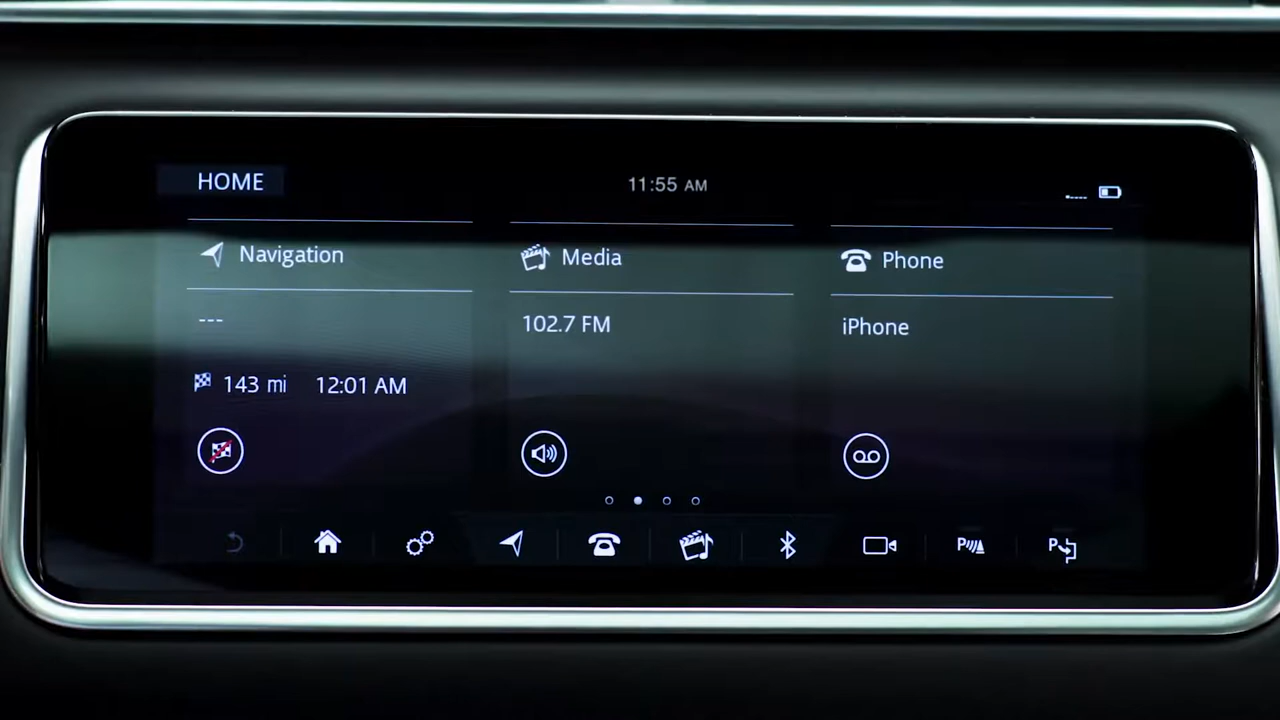 HOME
11:55 AM
Navigation
Media
Phone
---
102.7 FM
iPhone
143 mi 12:01 AM
P
P